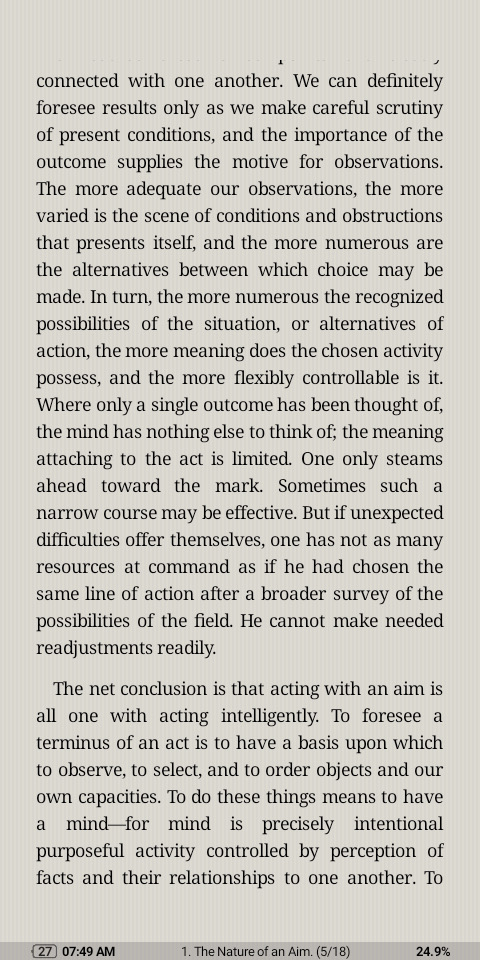 connected with one another. We can definitely
foresee results only as we make careful scrutiny
of present conditions, and the importance of the
outcome supplies the motive for observations.
The more adequate our observations, the more
varied is the scene of conditions and obstructions
that presents itself, and the more numerous are
the alternatives between which choice may be
made. In turn, the more numerous the recognized
possibilities of the situation, or alternatives of
action, the more meaning does the chosen activity
possess, and the more flexibly controllable is it.
Where only a single outcome has been thought of,
the mind has nothing else to think of; the meaning
attaching to the act is limited. One only steams
ahead toward the mark. Sometimes such a
narrow course may be effective. But if unexpected
difficulties offer themselves, one has not as many
resources at command as if he had chosen the
same line of action after a broader survey of the
possibilities of the field. He cannot make needed
readjustments readily.
The net conclusion is that acting with an aim is
all one with acting intelligently. To foresee a
terminus of an act is to have a basis upon which
to observe, to select, and to order objects and our
own capacities. To do these things means to have
a mind—for mind is precisely intentional
purposeful activity controlled by perception of
facts and their relationships to one another. To
27 07:49 AM 1. The Nature of an Aim. (5/18) 24.9%